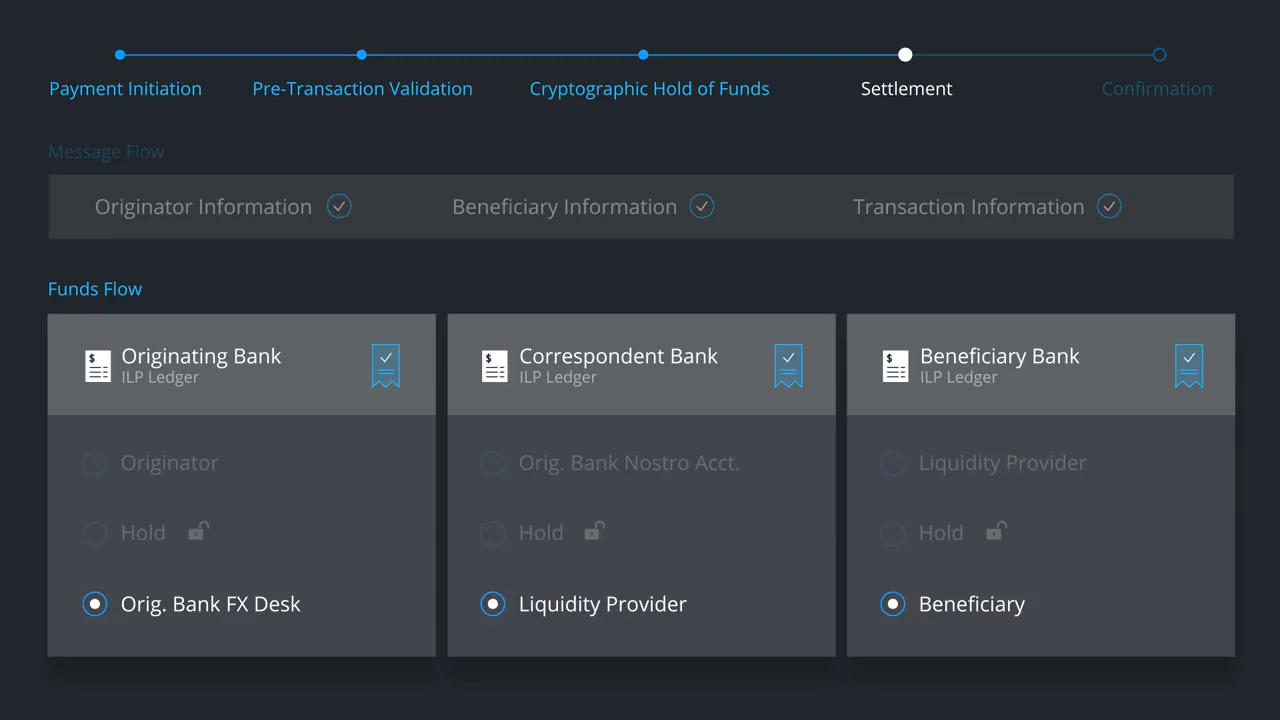 Payment Initiation
Pre-Transaction Validation
Cryptographic Hold of Funds
Settlement
Confirmation
Message Flow
Originator Information
Beneficiary Information
Transaction Information
Funds Flow
$
Originating Bank
ILP Ledger
$
Correspondent Bank
ILP Ledger
$
Beneficiary Bank
ILP Ledger
Originator
Hold
Orig. Bank FX Desk
Orig. Bank Nostro Acct.
Hold
Liquidity Provider
Liquidity Provider
Hold
Beneficiary